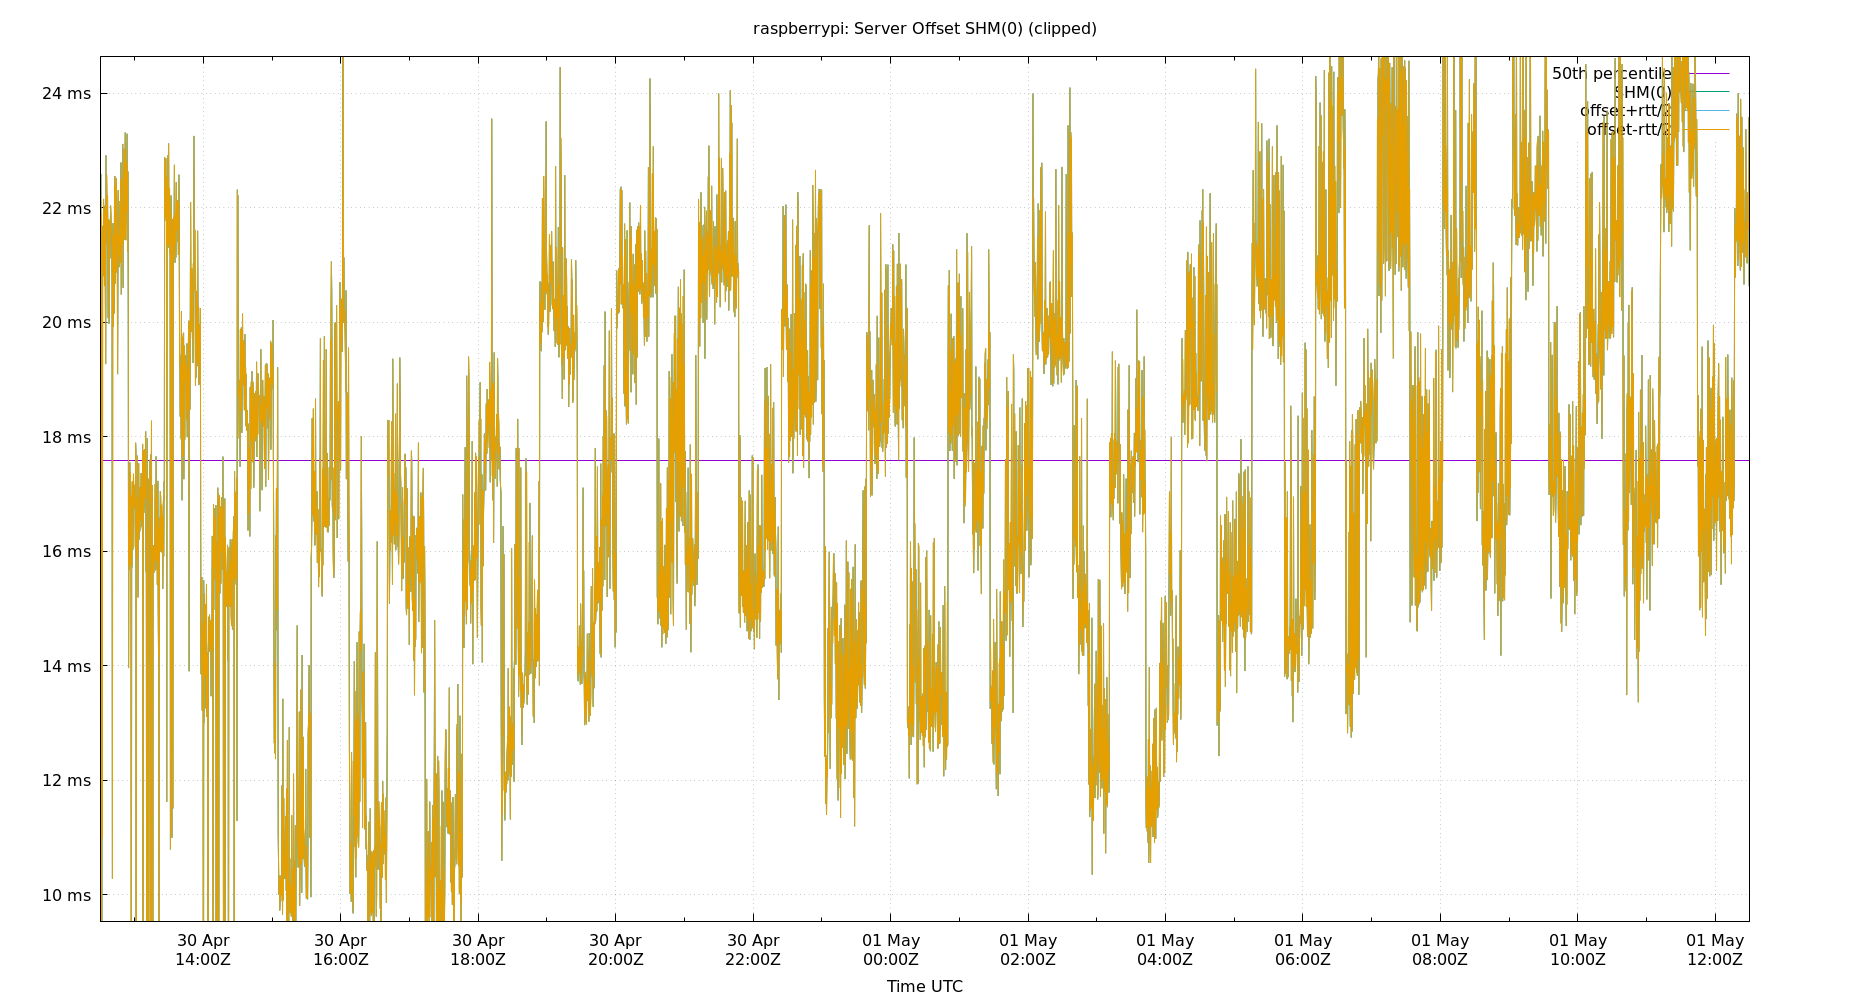 raspberrypi: Server Offset SHM(0) (clipped)
24 ms
22 ms
20 ms
18 ms
16 ms
14 ms
12 ms
10 ms
50th percentile
SHM(0)
offset+rtt/2
offset-rtt/2
30 Apr 30 Apr 30 Apr 30 Apr 30 Apr 01 May 01 May 01 May 01 May 01 May 01 May 01 May
14:00Z 16:00Z 18:00Z 20:00Z 22:00Z 00:00Z 02:00Z 04:00Z 06:00Z 08:00Z 10:00Z 12:00Z
Time UTC